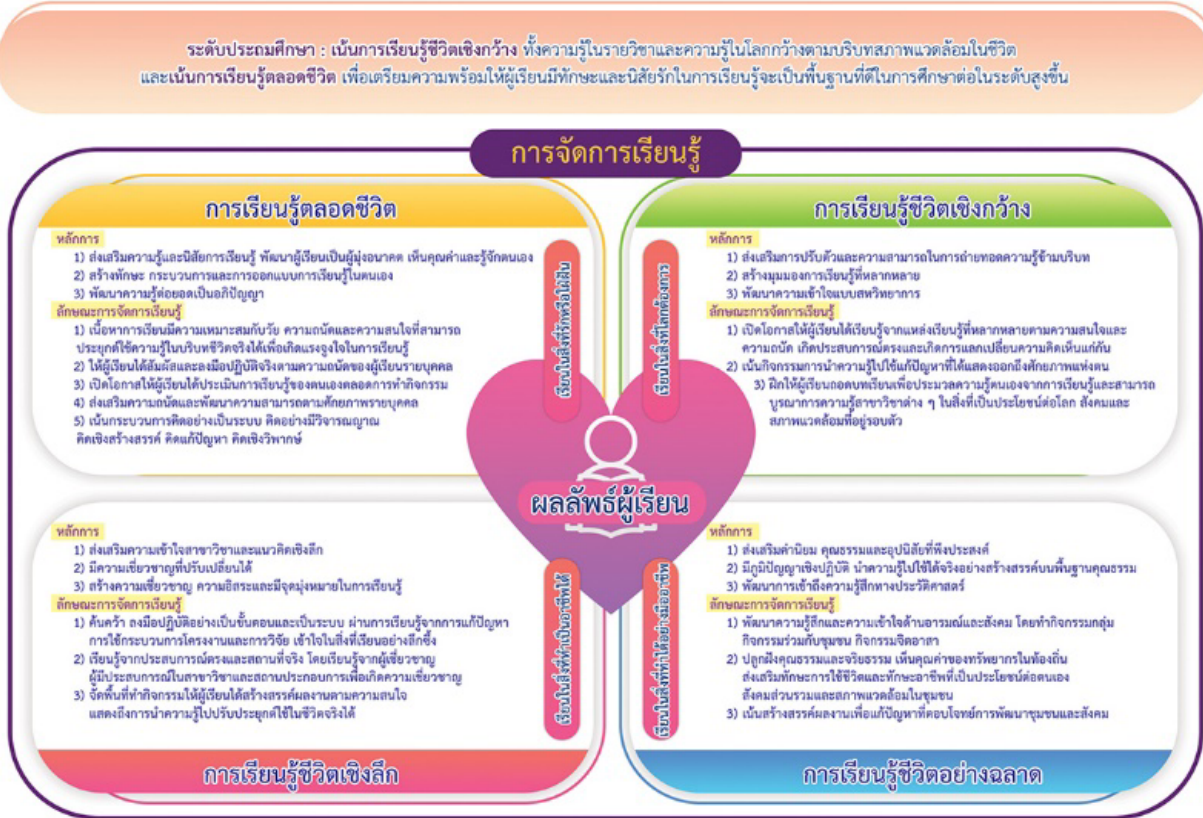 ระดับประถมศึกษา : เน้นการเรียนรู้ชีวิตเชิงกว้าง ทั้งความรู้ในรายวิชาและความรู้ในโลกกว้างตามบริบทสภาพแวดล้อมในชีวิต
และเน้นการเรียนรู้ตลอดชีวิต เพื่อเตรียมความพร้อมให้ผู้เรียนมีทักษะและนิสัยรักในการเรียนรู้จะเป็นพื้นฐานที่ดีในการศึกษาต่อในระดับสูงขึ้น
การจัดการเรียนรู้
การเรียนรู้ตลอดชีวิต
หลักการ
1) ส่งเสริมความรู้และนิสัยการเรียนรู้ พัฒนาผู้เรียนเป็นผู้มุ่งอนาคต เห็นคุณค่าและรู้จักตนเอง
2) สร้างทักษะ กระบวนการและการออกแบบการเรียนรู้ในตนเอง
3) พัฒนาความรู้ต่อยอดเป็นอภิปัญญา
ลักษณะการจัดการเรียนรู้
1) เนื้อหาการเรียนมีความเหมาะสมกับวัย ความถนัดและความสนใจที่สามารถ
ประยุกต์ใช้ความรู้ในบริบทชีวิตจริงได้เพื่อเกิดแรงจูงใจในการเรียนรู้
2) ให้ผู้เรียนได้สัมผัสและลงมือปฏิบัติจริงตามความถนัดของผู้เรียนรายบุคคล
3) เปิดโอกาสให้ผู้เรียนได้ประเมินการเรียนรู้ของตนเองตลอดการทำกิจกรรม
4) ส่งเสริมความถนัดและพัฒนาความสามารถตามศักยภาพรายบุคคล
5) เน้นกระบวนการคิดอย่างเป็นระบบ คิดอย่างมีวิจารณญาณ
คิดเชิงสร้างสรรค์ คิดแก้ปัญหา คิดเชิงวิพากษ์
เรียนในสิ่งที่รักหรือใฝ่ฝัน
การเรียนรู้ชีวิตเชิงกว้าง
หลักการ
1) ส่งเสริมการปรับตัวและความสามารถในการถ่ายทอดความรู้ข้ามบริบท
2) สร้างมุมมองการเรียนรู้ที่หลากหลาย
3) พัฒนาความเข้าใจแบบสหวิทยาการ
ลักษณะการจัดการเรียนรู้
1) เปิดโอกาสให้ผู้เรียนได้เรียนรู้จากแหล่งเรียนรู้ที่หลากหลายตามความสนใจและ
ความถนัด เกิดประสบการณ์ตรงและเกิดการแลกเปลี่ยนความคิดเห็นแก่กัน
2) เน้นกิจกรรมการนำความรู้ไปใช้แก้ปัญหาที่ได้แสดงออกถึงศักยภาพแห่งตน
3) ฝึกให้ผู้เรียนถอดบทเรียนเพื่อประมวลความรู้ตนเองจากการเรียนรู้และสามารถ
บูรณาการความรู้สาขาวิชาต่าง ๆ ในสิ่งที่เป็นประโยชน์ต่อโลก สังคมและ
สภาพแวดล้อมที่อยู่รอบตัว
เรียนในสิ่งที่โลกต้องการ
ผลลัพธ์ผู้เรียน
หลักการ
1) ส่งเสริมความเข้าใจสาขาวิชาและแนวคิดเชิงลึก
2) มีความเชี่ยวชาญที่ปรับเปลี่ยนได้
3) สร้างความเชี่ยวชาญ ความอิสระและมีจุดมุ่งหมายในการเรียนรู้
ลักษณะการจัดการเรียนรู้
1) ค้นคว้า ลงมือปฏิบัติอย่างเป็นขั้นตอนและเป็นระบบ ผ่านการเรียนรู้จากการแก้ปัญหา
การใช้กระบวนการโครงงานและการวิจัย เข้าใจในสิ่งที่เรียนอย่างลึกซึ้ง
2) เรียนรู้จากประสบการณ์ตรงและสถานที่จริง โดยเรียนรู้จากผู้เชี่ยวชาญ
ผู้มีประสบการณ์ในสาขาวิชาและสถานประกอบการเพื่อเกิดความเชี่ยวชาญ
3) จัดพื้นที่ทำกิจกรรมให้ผู้เรียนได้สร้างสรรค์ผลงานตามความสนใจ
แสดงถึงการนำความรู้ไปปรับประยุกต์ใช้ในชีวิตจริงได้
เรียนในสิ่งที่ทำเป็นอาชีพได้
การเรียนรู้ชีวิตเชิงลึก
หลักการ
1) ส่งเสริมค่านิยม คุณธรรมและอุปนิสัยที่พึงประสงค์
2) มีภูมิปัญญาเชิงปฏิบัติ นำความรู้ไปใช้ได้จริงอย่างสร้างสรรค์บนพื้นฐานคุณธรรม
3) พัฒนาการเข้าถึงความรู้สึกทางประวัติศาสตร์
ลักษณะการจัดการเรียนรู้
1) พัฒนาความรู้สึกและความเข้าใจด้านอารมณ์และสังคม โดยทำกิจกรรมกลุ่ม
กิจกรรมร่วมกับชุมชน กิจกรรมจิตอาสา
2) ปลูกฝังคุณธรรมและจริยธรรม เห็นคุณค่าของทรัพยากรในท้องถิ่น
ส่งเสริมทักษะการใช้ชีวิตและทักษะอาชีพที่เป็นประโยชน์ต่อตนเอง
สังคมส่วนรวมและสภาพแวดล้อมในชุมชน
3) เน้นสร้างสรรค์ผลงานเพื่อแก้ปัญหาที่ตอบโจทย์การพัฒนาชุมชนและสังคม
เรียนในสิ่งที่ทำได้อย่างมืออาชีพ
การเรียนรู้ชีวิตอย่างฉลาด